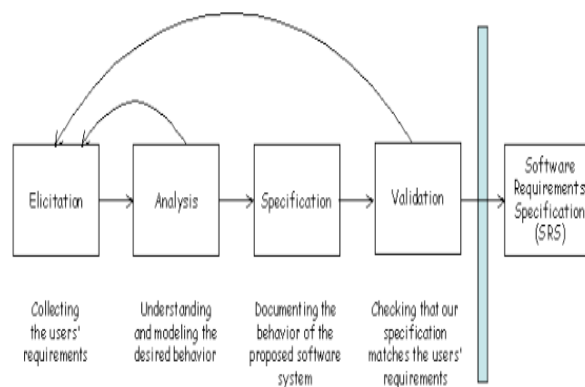 Elicitation
Analysis
Specification
Validation
Software
Requirements
Specification
(SRS)
Collecting
the users'
requirements
Understanding
and modeling the
desired behavior
Documenting the
behavior of the
proposed software
system
Checking that our
specification
matches the users'
requirements